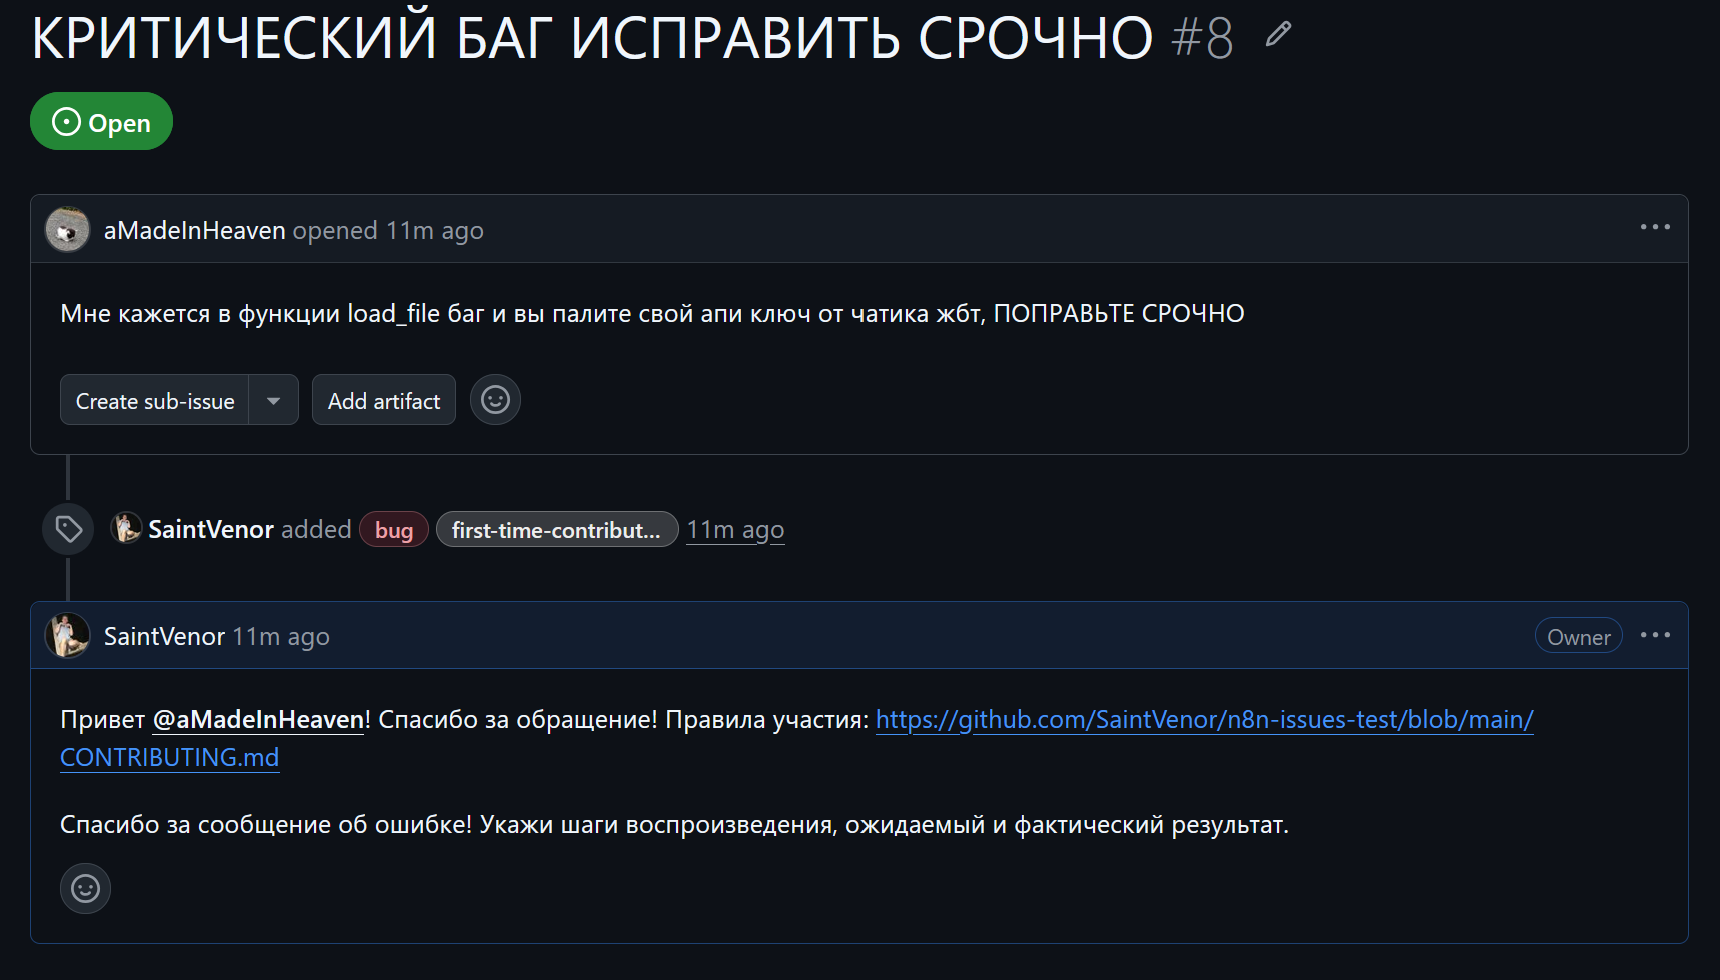 КРИТИЧЕСКИЙ БАГ ИСПРАВИТЬ СРОЧНО #8
Open
aMadeInHeaven opened 11m ago
Мне кажется в функции load_file баг и вы палите свой апи ключ от чатика жбт, ПОПРАВЬТЕ СРОЧНО
Create sub-issue Add artifact
SaintVenor added bug first-time-contribut... 11m ago
SaintVenor 11m ago Owner
Привет @aMadeInHeaven! Спасибо за обращение! Правила участия: https://github.com/SaintVenor/n8n-issues-test/blob/main/
CONTRIBUTING.md
Спасибо за сообщение об ошибке! Укажи шаги воспроизведения, ожидаемый и фактический результат.